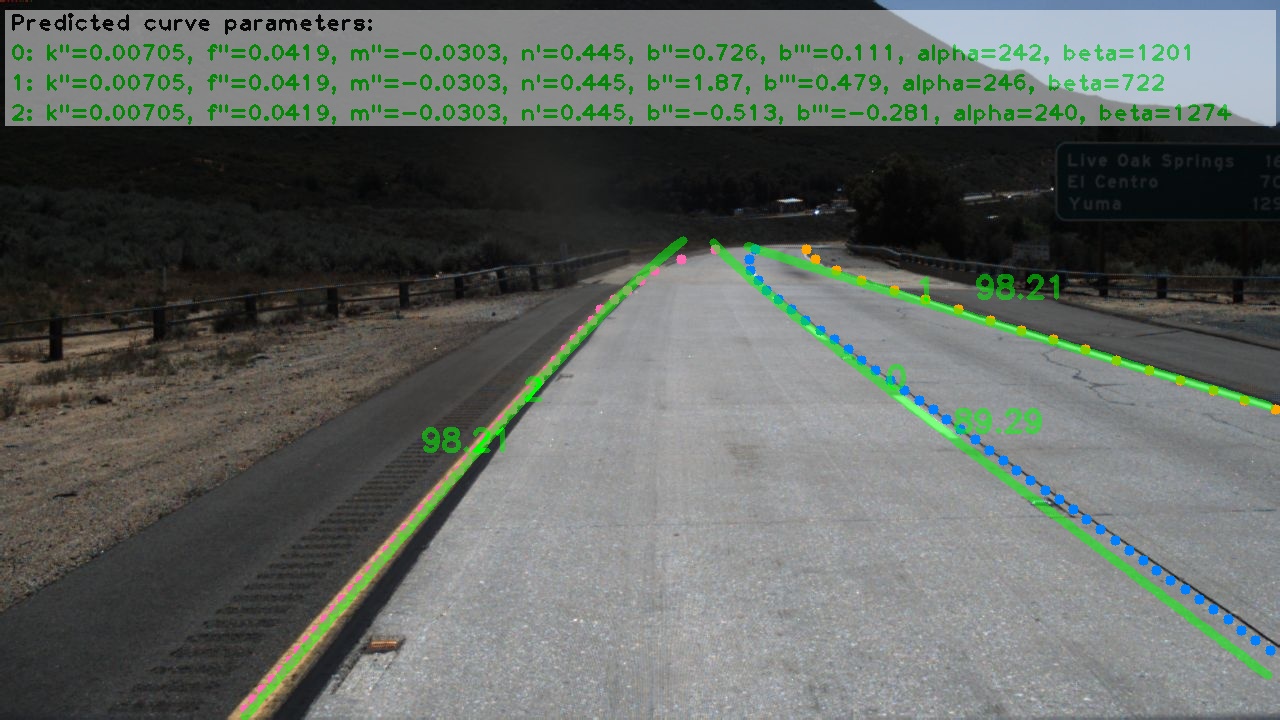 Predicted curve parameters:
0: k''=0.00705, f''=0.0419, m''=−0.0303, n'=0.445, b''=0.726, b'''=0.111, alpha=242, beta=1201
1: k''=0.00705, f''=0.0419, m''=−0.0303, n'=0.445, b''=1.87, b'''=0.479, alpha=246, beta=722
2: k''=0.00705, f''=0.0419, m''=−0.0303, n'=0.445, b''=−0.513, b'''=−0.281, alpha=240, beta=1274
Live Oak Springs
El Centro
Yuma
1 98.21
2
0
89.29
98.21